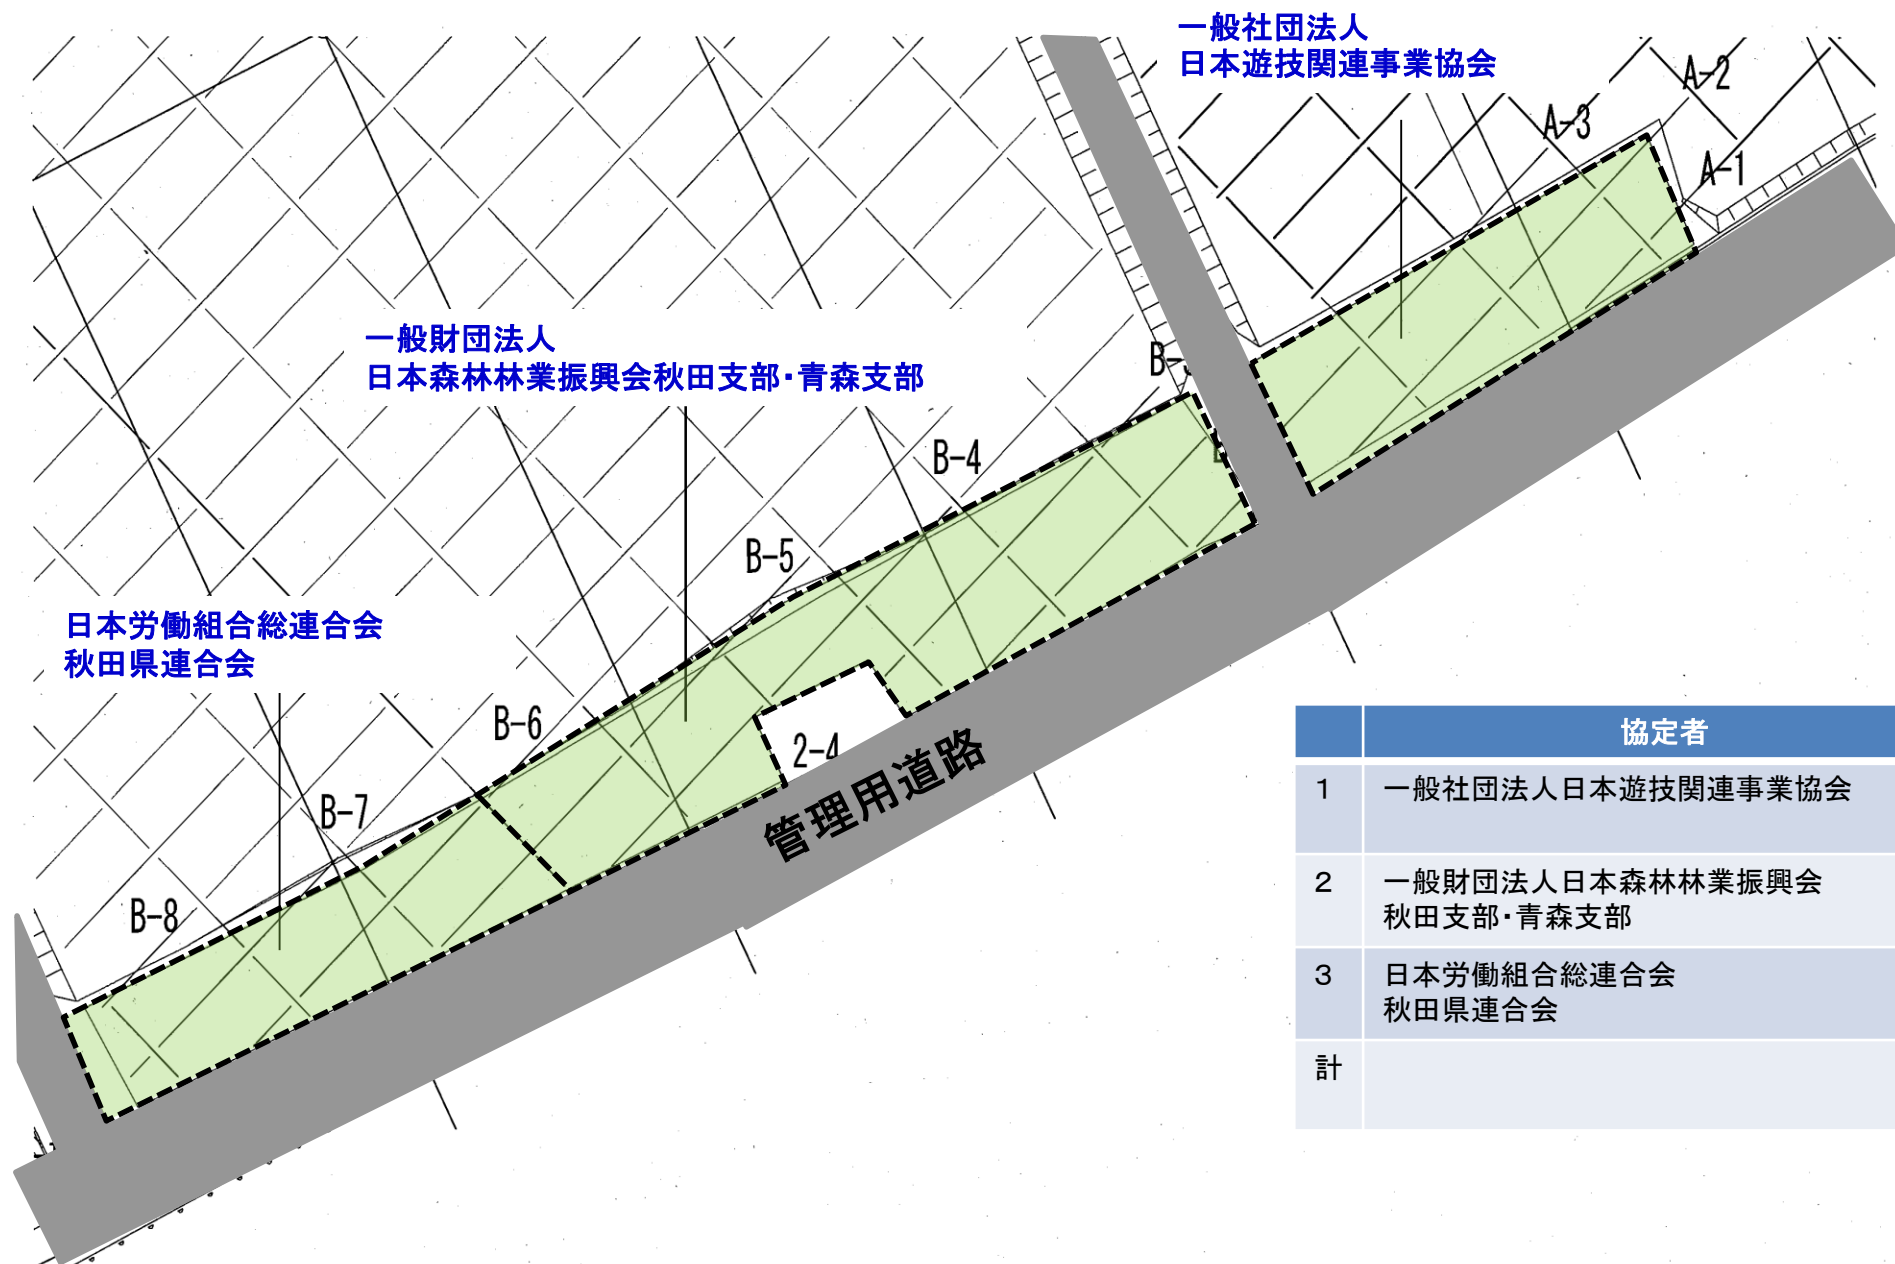 一般社団法人
日本遊技関連事業協会
A-2
A-3
A-1
一般財団法人
日本森林林業振興会秋田支部・青森支部
B-4
B-5
日本労働組合総連合会
秋田県連合会
B-6
B-7
B-8
2-4
管理用道路
協定者
1 一般社団法人日本遊技関連事業協会
2 一般財団法人日本森林林業振興会
秋田支部・青森支部
3 日本労働組合総連合会
秋田県連合会
計